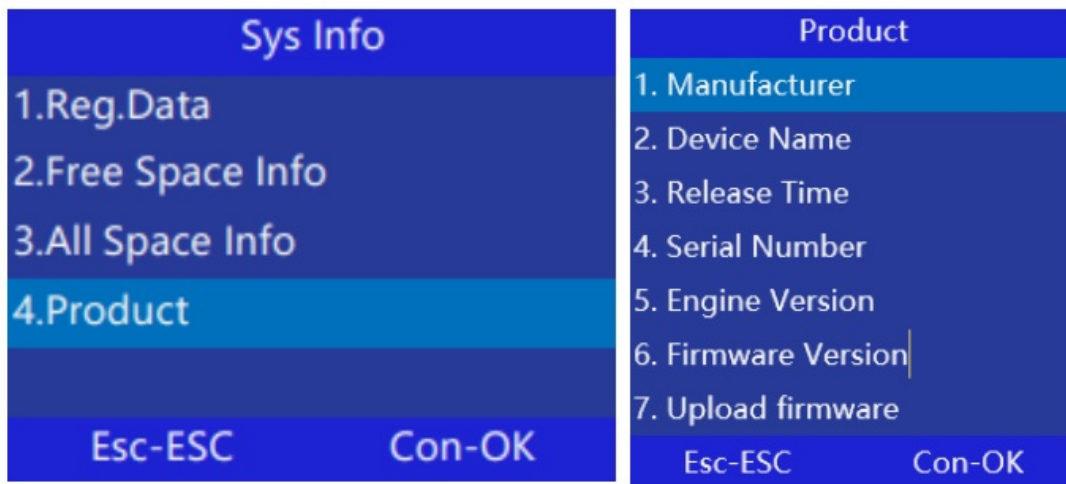 Sys Info
1.Reg.Data
2.Free Space Info
3.All Space Info
4.Product
Esc-ESC Con-OK
Product
1. Manufacturer
2. Device Name
3. Release Time
4. Serial Number
5. Engine Version
6. Firmware Version
7. Upload firmware
Esc-ESC Con-OK